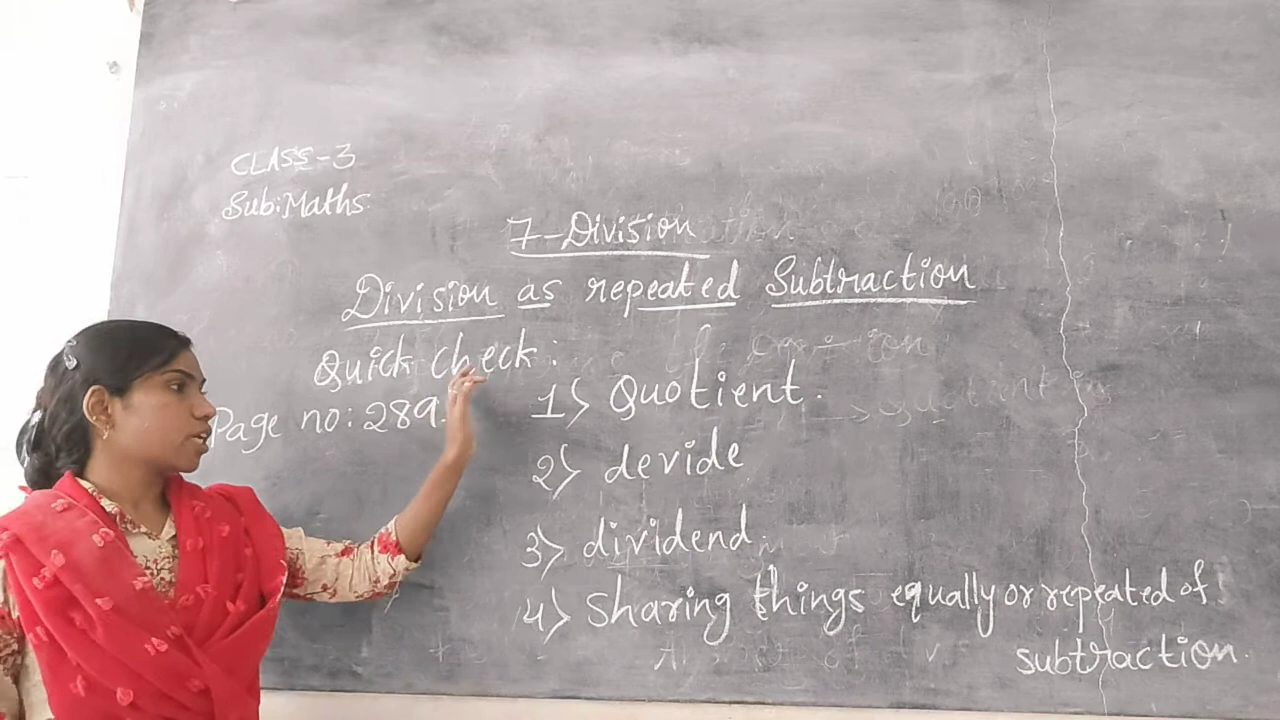 CLASS-3
Sub:Maths.
7-Division
Division as repeated Subtraction
Quick check:
Page no:289.
1) Quotient.
2) devide
3) dividend.
4) Sharing things equally or repeated of
subtraction.